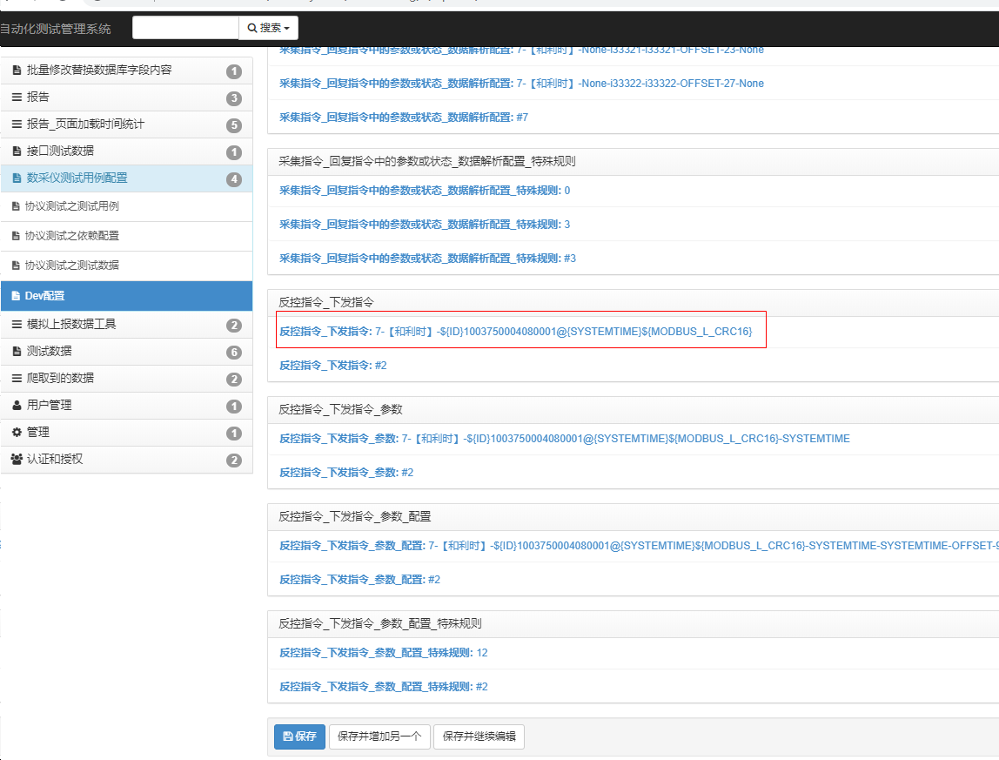 自动化测试管理系统
搜索
批量修改替换数据库字段内容 1
报告 3
报告_页面加载时间统计 5
接口测试数据 1
数采仪测试用例配置 4
协议测试之测试用例
协议测试之依赖配置
协议测试之测试数据
Dev配置
模拟上报数据工具 2
测试数据 6
爬取到的数据 2
用户管理 1
管理 1
认证和授权 2
采集指令_回复指令中的参数或状态_数据解析配置: 7-【和利时】-None-i33321-i33321-OFFSET-23-None
采集指令_回复指令中的参数或状态_数据解析配置: 7-【和利时】-None-i33322-i33322-OFFSET-27-None
采集指令_回复指令中的参数或状态_数据解析配置: #7
采集指令_回复指令中的参数或状态_数据解析配置_特殊规则
采集指令_回复指令中的参数或状态_数据解析配置_特殊规则: 0
采集指令_回复指令中的参数或状态_数据解析配置_特殊规则: 3
采集指令_回复指令中的参数或状态_数据解析配置_特殊规则: #3
反控指令_下发指令
反控指令_下发指令: 7-【和利时】-${ID}1003750004080001@{SYSTEMTIME}${MODBUS_L_CRC16}
反控指令_下发指令: #2
反控指令_下发指令_参数
反控指令_下发指令_参数: 7-【和利时】-${ID}1003750004080001@{SYSTEMTIME}${MODBUS_L_CRC16}-SYSTEMTIME
反控指令_下发指令_参数: #2
反控指令_下发指令_参数_配置
反控指令_下发指令_参数_配置: 7-【和利时】-${ID}1003750004080001@{SYSTEMTIME}${MODBUS_L_CRC16}-SYSTEMTIME-SYSTEMTIME-OFFSET-9
反控指令_下发指令_参数_配置: #2
反控指令_下发指令_参数_配置_特殊规则
反控指令_下发指令_参数_配置_特殊规则: 12
反控指令_下发指令_参数_配置_特殊规则: #2
保存 保存并增加另一个 保存并继续编辑